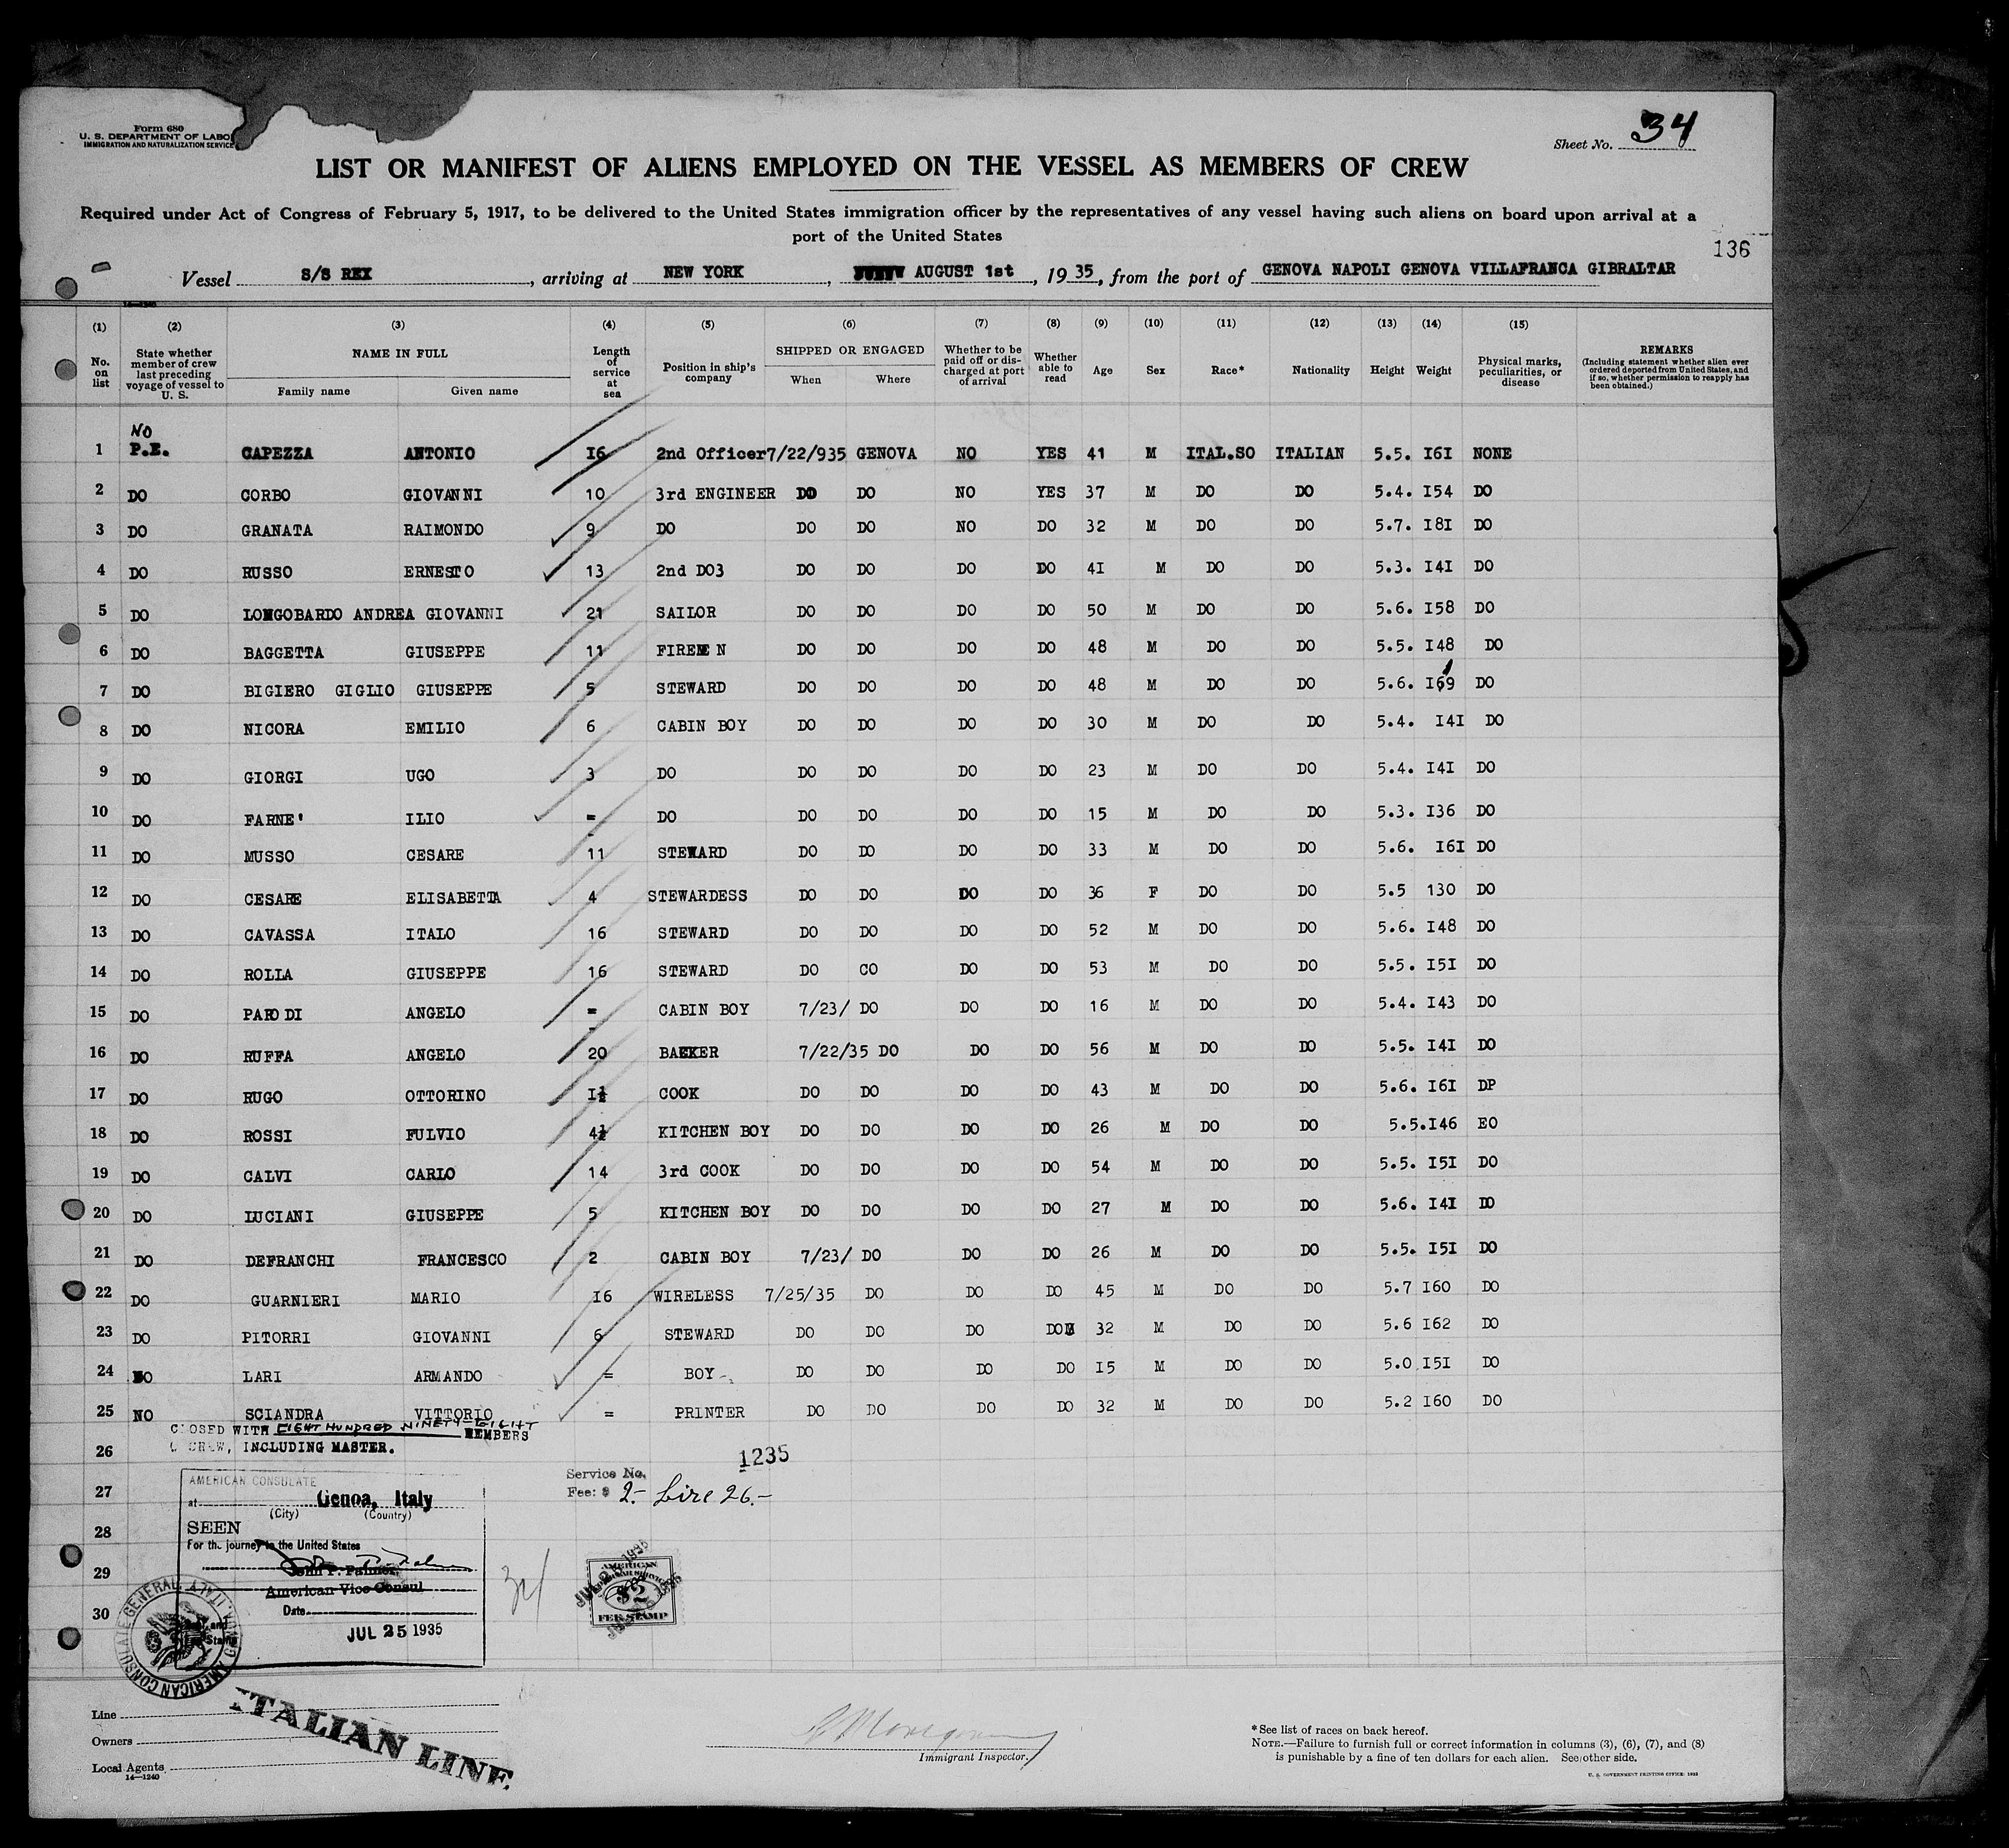 Form 680
U. S. DEPARTMENT OF LABO
IMMIGRATION AND NATURALIZATION SERVICE
Sheet No. 34
LIST OR MANIFEST OF ALIENS EMPLOYED ON THE VESSEL AS MEMBERS OF CREW
Required under Act of Congress of February 5, 1917, to be delivered to the United States immigration officer by the representatives of any vessel having such aliens on board upon arrival at a
port of the United States
136
Vessel S/S REX, arriving at NEW YORK, AUGUST 1st, 1935, from the port of GENOVA NAPOLI GENOVA VILLAFRANCA GIBRALTAR
(1) (2) (3) (4) (5) (6) (7) (8) (9) (10) (11) (12) (13) (14) (15)
No. on list | State whether member of crew last preceding voyage of vessel to U. S. | NAME IN FULL Family name Given name | Length of service at sea | Position in ship's company | SHIPPED OR ENGAGED When Where | Whether to be paid off or discharged at port of arrival | Whether able to read | Age | Sex | Race* | Nationality | Height | Weight | Physical marks, peculiarities, or disease | REMARKS (Including statement whether alien ever ordered deported from United States, and if so, whether permission to reapply has been obtained.)
NO
1 P.E. CAPEZZA ANTONIO 16 2nd Officer 7/22/935 GENOVA NO YES 41 M ITAL.SO ITALIAN 5.5. I6I NONE
2 DO CORBO GIOVANNI 10 3rd ENGINEER DO DO NO YES 37 M DO DO 5.4. I54 DO
3 DO GRANATA RAIMONDO 9 DO DO DO NO DO 32 M DO DO 5.7. I8I DO
4 DO RUSSO ERNESTO 13 2nd DO3 DO DO DO DO 4I M DO DO 5.3. I4I DO
5 DO LONGOBARDO ANDREA GIOVANNI 21 SAILOR DO DO DO DO 50 M DO DO 5.6. I58 DO
6 DO BAGGETTA GIUSEPPE 11 FIREME N DO DO DO DO 48 M DO DO 5.5. I48 DO
7 DO BIGIERO GIGLIO GIUSEPPE 5 STEWARD DO DO DO DO 48 M DO DO 5.6. I69 DO
8 DO NICORA EMILIO 6 CABIN BOY DO DO DO DO 30 M DO DO 5.4. I4I DO
9 DO GIORGI UGO 3 DO DO DO DO DO 23 M DO DO 5.4. I4I DO
10 DO FARNE' ILIO = DO DO DO DO DO 15 M DO DO 5.3. I36 DO
11 DO MUSSO CESARE 11 STEWARD DO DO DO DO 33 M DO DO 5.6. I6I DO
12 DO CESARE ELISABETTA 4 STEWARDESS DO DO DO DO 36 F DO DO 5.5 130 DO
13 DO CAVASSA ITALO 16 STEWARD DO DO DO DO 52 M DO DO 5.6. I48 DO
14 DO ROLLA GIUSEPPE 16 STEWARD DO CO DO DO 53 M DO DO 5.5. I5I DO
15 DO PARODI ANGELO = CABIN BOY 7/23/ DO DO DO 16 M DO DO 5.4. I43 DO
16 DO RUFFA ANGELO 20 BAEKER 7/22/35 DO DO DO 56 M DO DO 5.5. I4I DO
17 DO RUGO OTTORINO I½ COOK DO DO DO DO 43 M DO DO 5.6. I6I DP
18 DO ROSSI FULVIO 4½ KITCHEN BOY DO DO DO DO 26 M DO DO 5.5. I46 EO
19 DO CALVI CARLO 14 3rd COOK DO DO DO DO 54 M DO DO 5.5. I5I DO
20 DO LUCIANI GIUSEPPE 5 KITCHEN BOY DO DO DO DO 27 M DO DO 5.6. I4I DO
21 DO DEFRANCHI FRANCESCO 2 CABIN BOY 7/23/ DO DO DO 26 M DO DO 5.5. I5I DO
22 DO GUARNIERI MARIO I6 WIRELESS 7/25/35 DO DO DO 45 M DO DO 5.7 I60 DO
23 DO PITORRI GIOVANNI 6 STEWARD DO DO DO DO 32 M DO DO 5.6 I62 DO
24 NO LARI ARMANDO = BOY DO DO DO DO I5 M DO DO 5.0 I5I DO
25 NO SCIANDRA VITTORIO = PRINTER DO DO DO DO 32 M DO DO 5.2 I60 DO
CLOSED WITH EIGHT HUNDRED NINETY-EIGHT MEMBERS
26 CREW, INCLUDING MASTER.
1235
Service No.
27 Fee: $ 2.- Lire 26.-
28
29
30
AMERICAN CONSULATE
at Genoa, Italy
(City) (Country)
SEEN
For the journey to the United States
John P. Palmer
American Vice Consul
Date
JUL 25 1935
34
AMERICAN
$2
FEE STAMP
AMERICAN CONSULATE GENERAL
ITALIAN LINE
Line
Owners
Local Agents
14—1240
Immigrant Inspector.
*See list of races on back hereof.
NOTE.—Failure to furnish full or correct information in columns (3), (6), (7), and (8)
is punishable by a fine of ten dollars for each alien. See other side.
U. S. GOVERNMENT PRINTING OFFICE